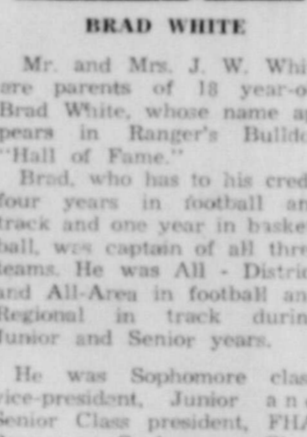 BRAD WHITE
Mr. and Mrs. J. W. Whi
are parents of 18 year-o
Brad White, whose name a
pears in Ranger's Bulldo
"Hall of Fame."
Brad, who has to his cred
four years in football an
track and one year in baske
ball, was captain of all thre
teams. He was All - Distric
and All-Area in football an
Regional in track durin
Junior and Senior years.
He was Sophomore clas
vice-president, Junior and
Senior Class president, FHA